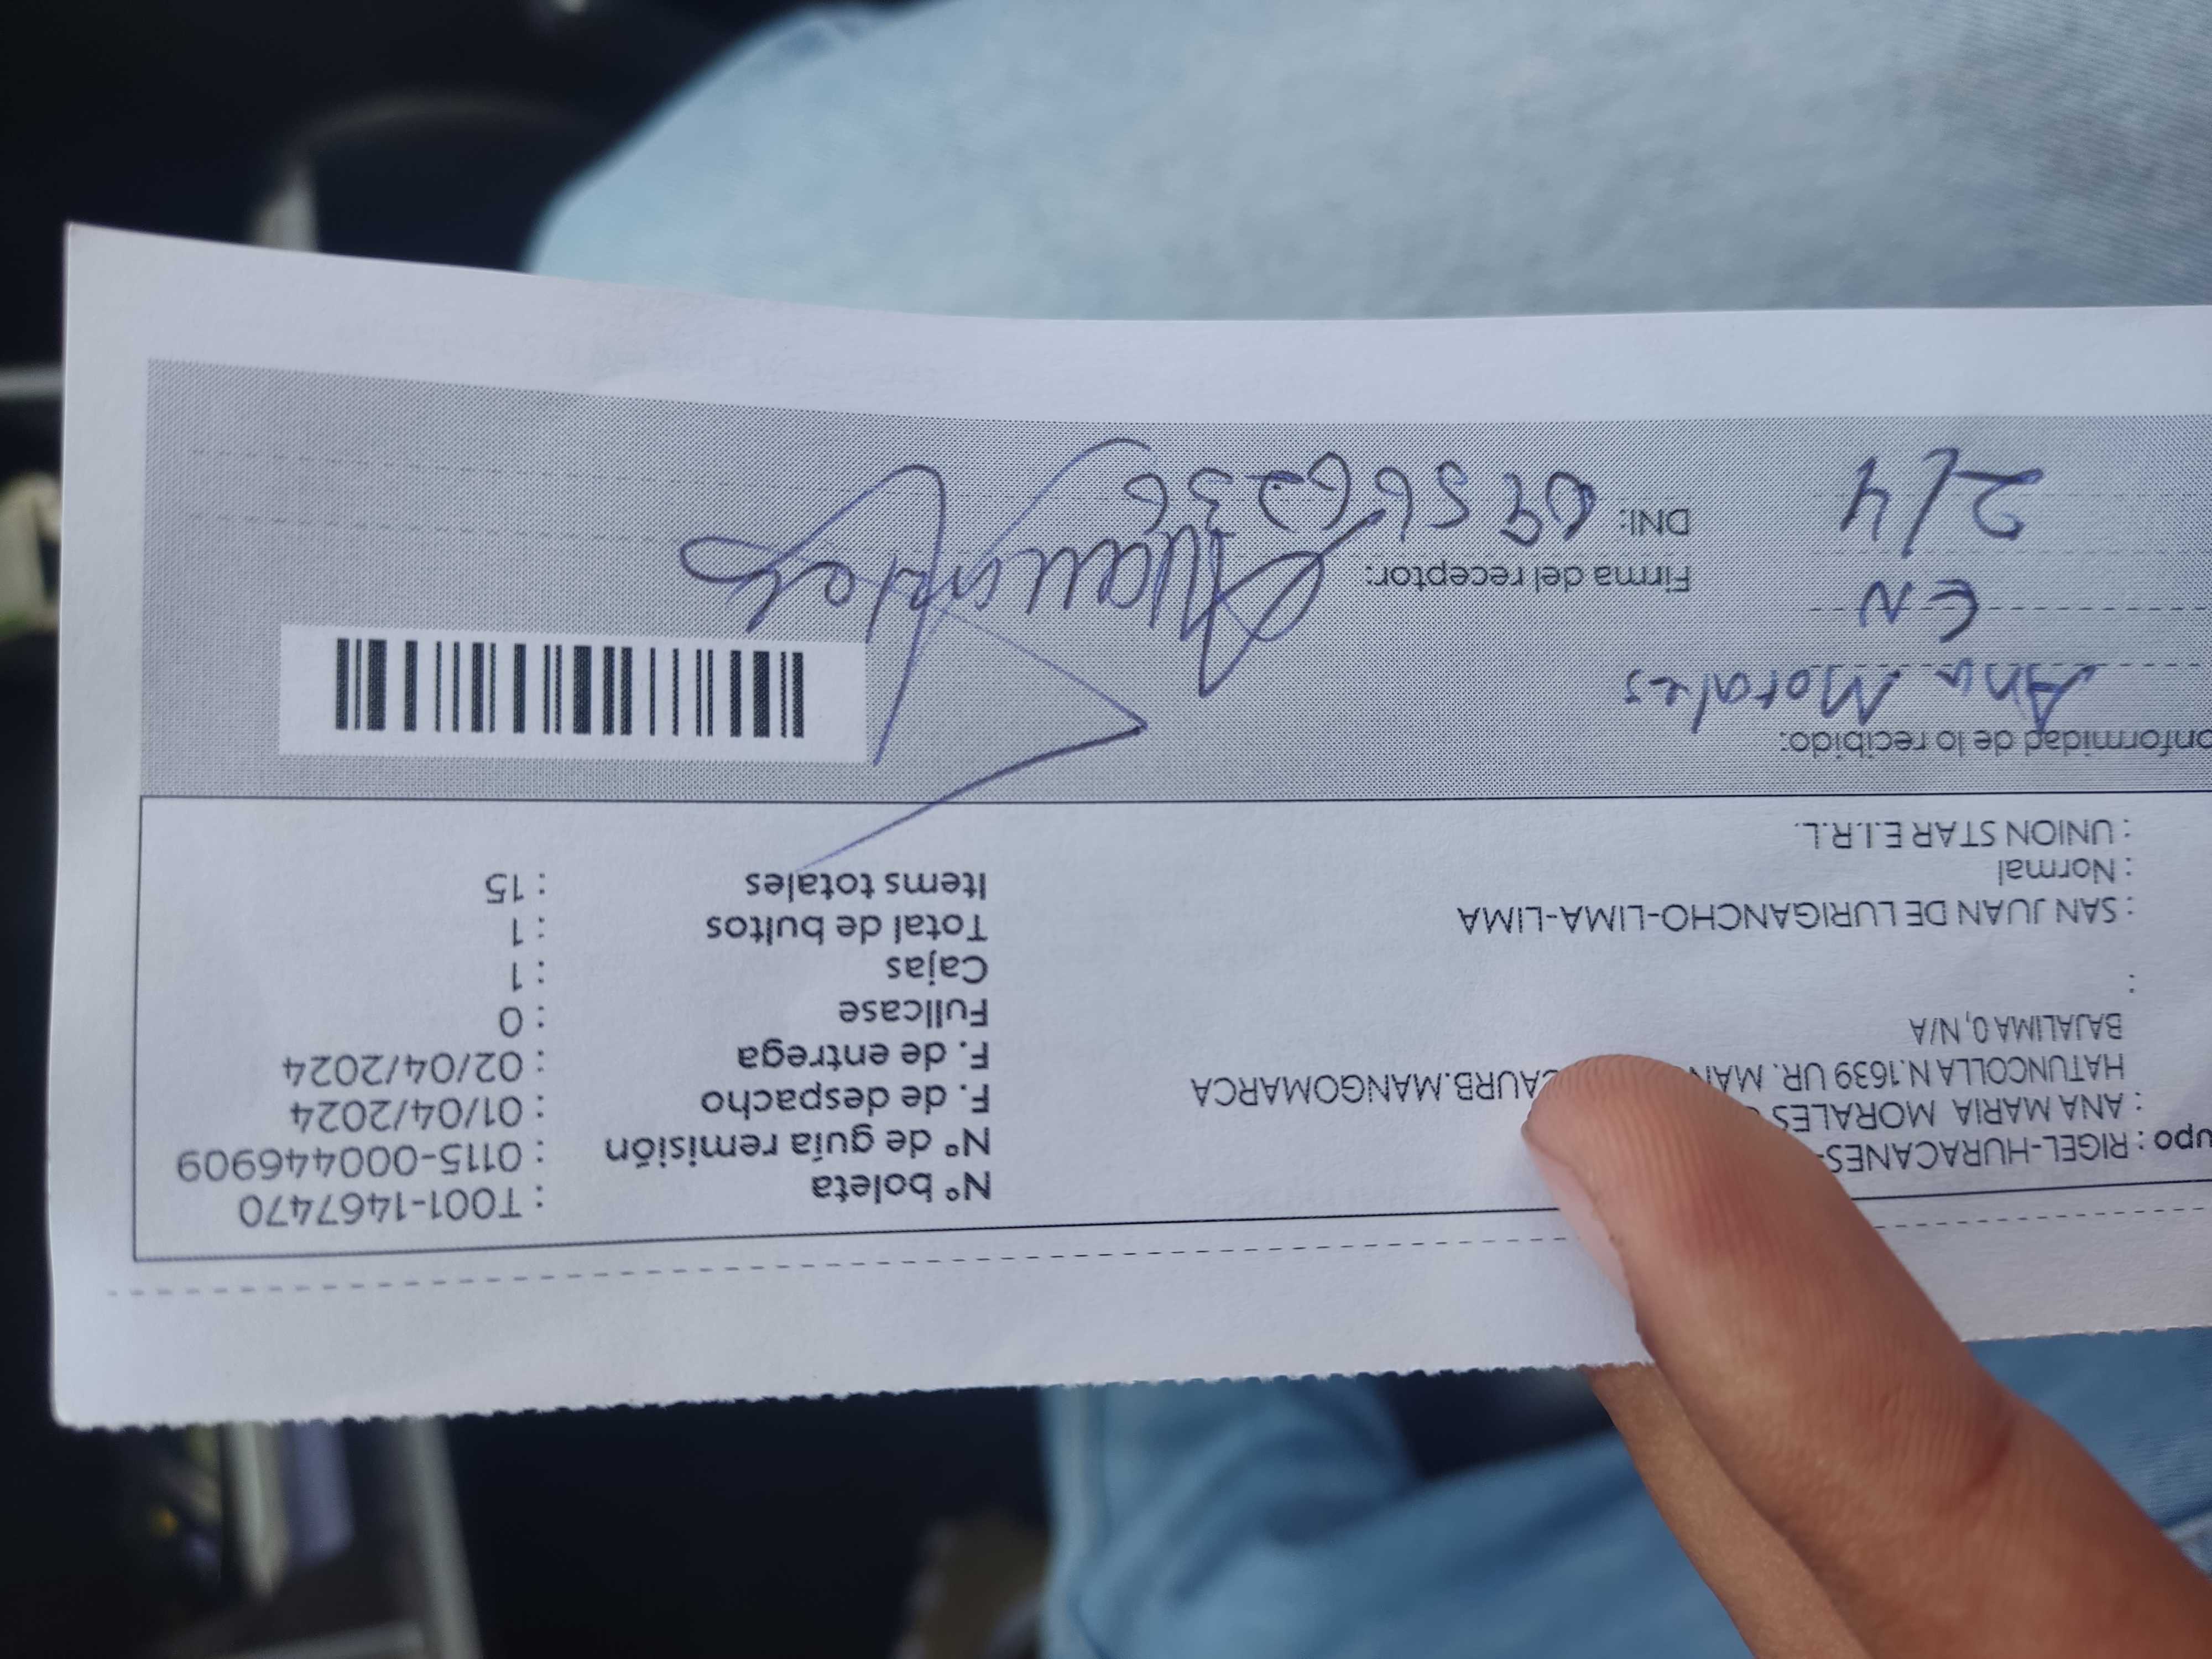 upo : RIGEL-HURACANES-
: ANA MARIA MORALES
HATUNCOLLA N.1639 UR. MAN CAURB.MANGOMARCA
BAJALIMA 0, N/A
:
: SAN JUAN DE LURIGANCHO-LIMA-LIMA
: Normal
: UNION STAR E.I.R.L.
Nº boleta : T001-1467470
Nº de guía remisión : 0115-000446909
F. de despacho : 01/04/2024
F. de entrega : 02/04/2024
Fullcase : 0
Cajas : 1
Total de bultos : 1
Items totales : 15
onformidad de lo recibido:
Ana Morales
EN
2/4
Firma del receptor:
DNI: